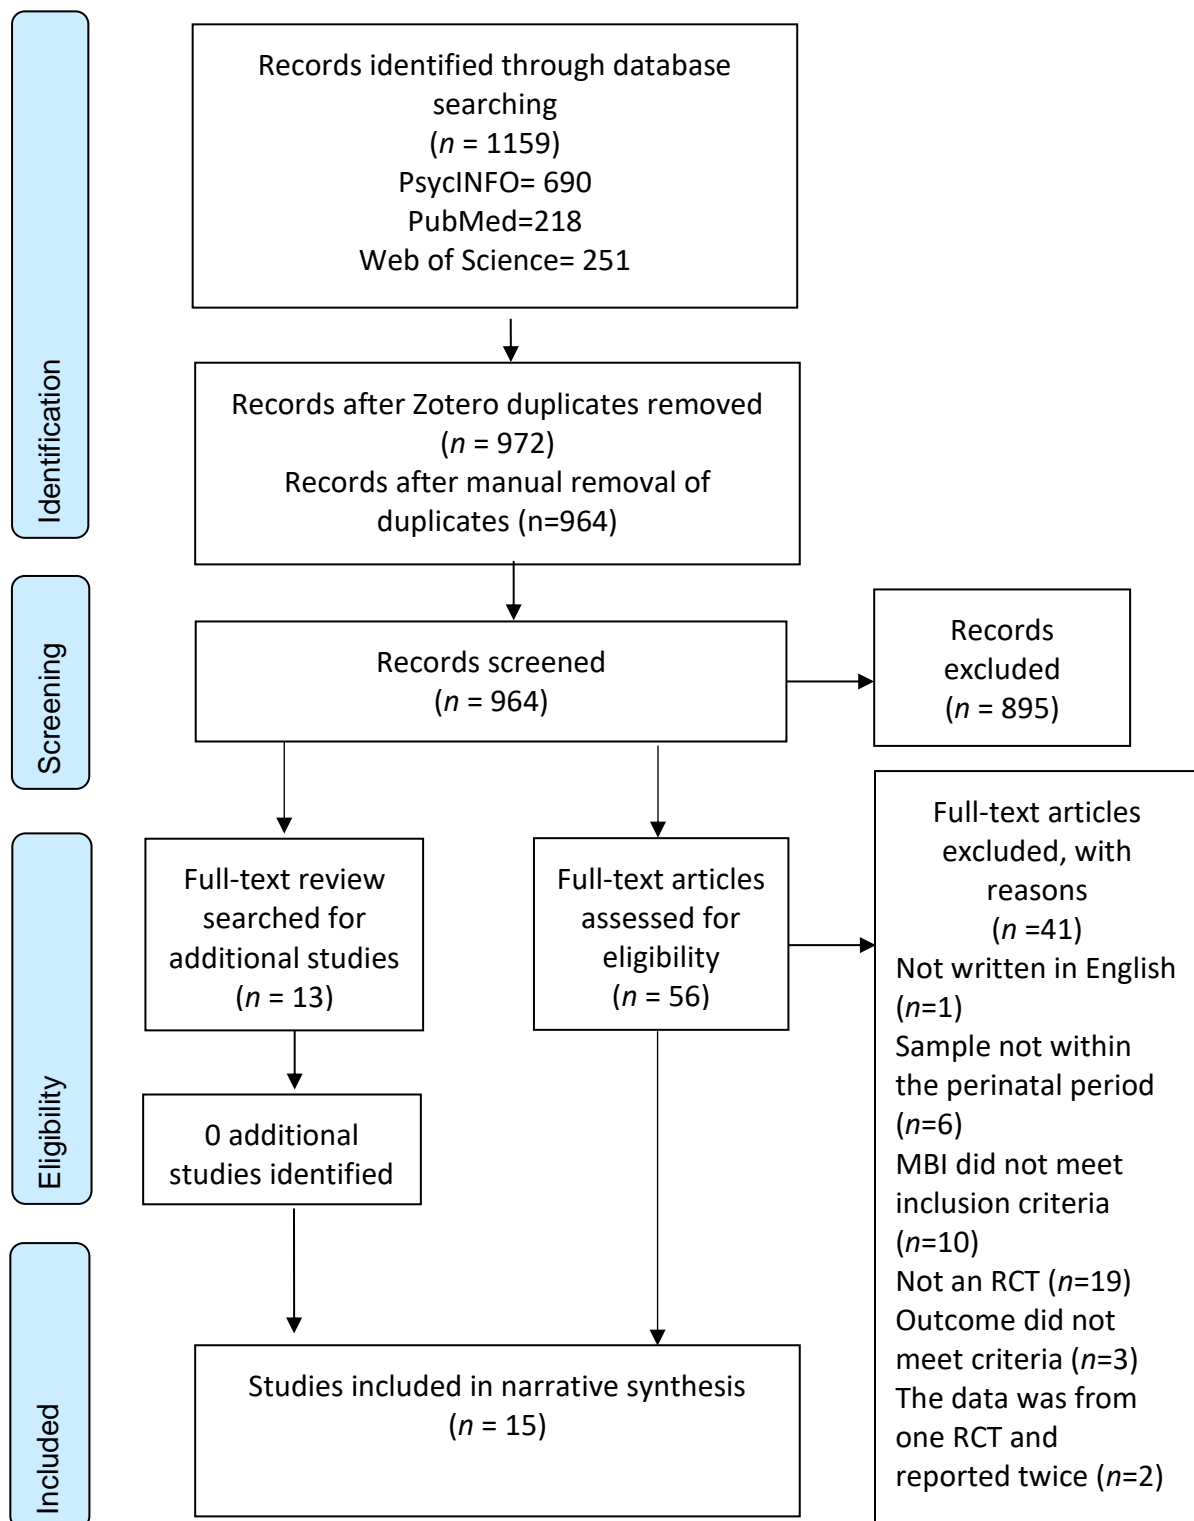 Identification
Records identified through database
searching
(n = 1159)
PsycINFO= 690
PubMed=218
Web of Science= 251
Records after Zotero duplicates removed
(n = 972)
Records after manual removal of
duplicates (n=964)
Screening
Records screened
(n = 964)
Records
excluded
(n = 895)
Eligibility
Full-text review
searched for
additional studies
(n = 13)
Full-text articles
assessed for
eligibility
(n = 56)
Full-text articles
excluded, with
reasons
(n =41)
Not written in English
(n=1)
Sample not within
the perinatal period
(n=6)
MBI did not meet
inclusion criteria
(n=10)
Not an RCT (n=19)
Outcome did not
meet criteria (n=3)
The data was from
one RCT and
reported twice (n=2)
0 additional
studies identified
Included
Studies included in narrative synthesis
(n = 15)